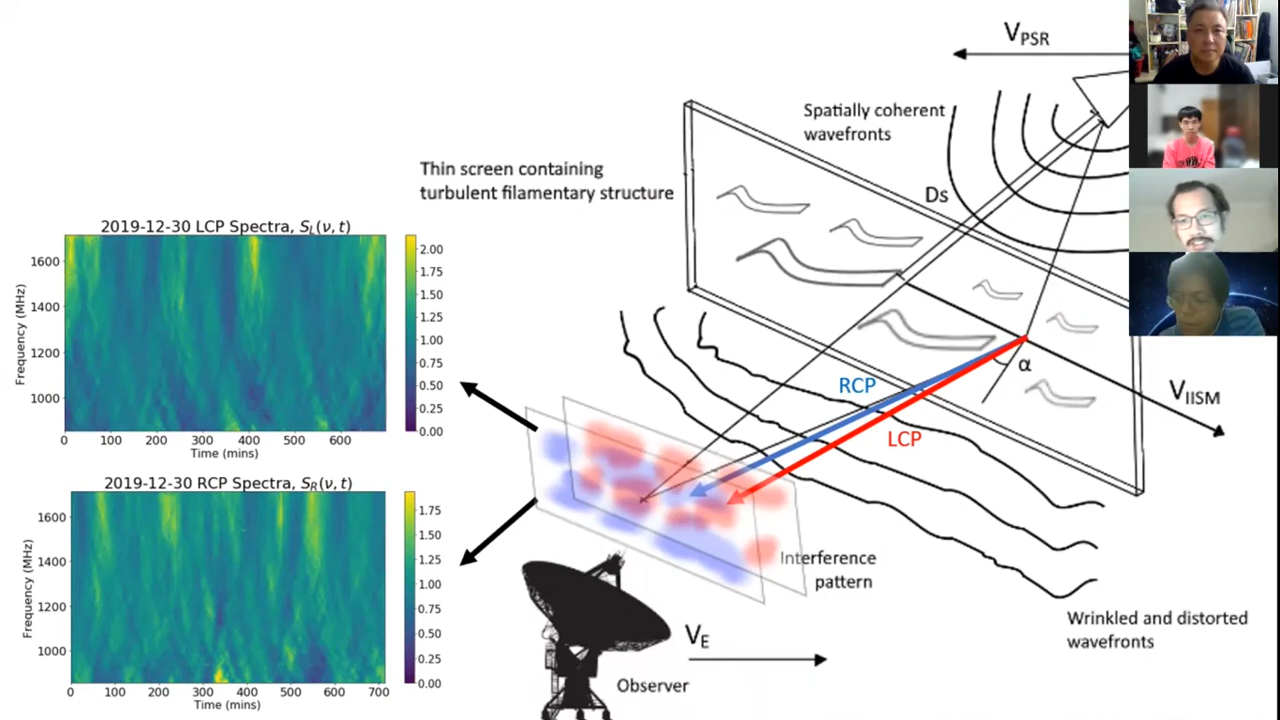 V_PSR
Spatially coherent
wavefronts
Thin screen containing
turbulent filamentary structure
Ds
2019-12-30 LCP Spectra, S_L(ν, t)
Frequency (MHz)
1600
1400
1200
1000
0 100 200 300 400 500 600
Time (mins)
2.00
1.75
1.50
1.25
1.00
0.75
0.50
0.25
0.00
RCP
LCP
α
V_IISM
2019-12-30 RCP Spectra, S_R(ν, t)
Frequency (MHz)
1600
1400
1200
1000
0 100 200 300 400 500 600 700
Time (mins)
1.75
1.50
1.25
1.00
0.75
0.50
0.25
0.00
Interference
pattern
Wrinkled and distorted
wavefronts
V_E
Observer